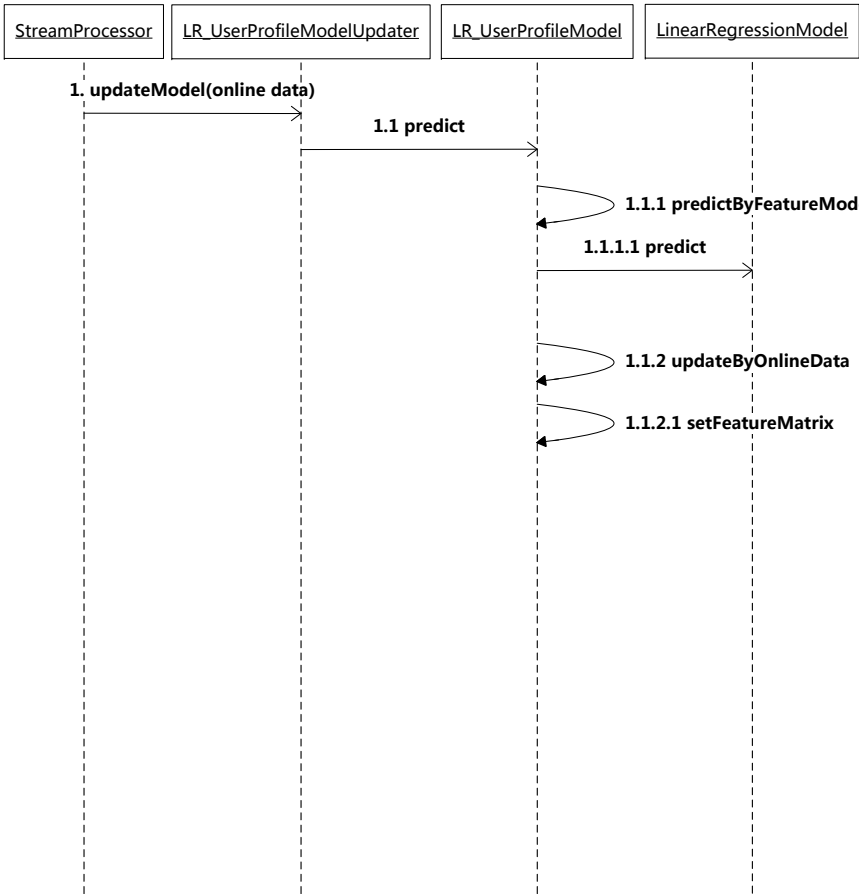 StreamProcessor
LR_UserProfileModelUpdater
LR_UserProfileModel
LinearRegressionModel
1. updateModel(online data)
1.1 predict
1.1.1 predictByFeatureMod
1.1.1.1 predict
1.1.2 updateByOnlineData
1.1.2.1 setFeatureMatrix